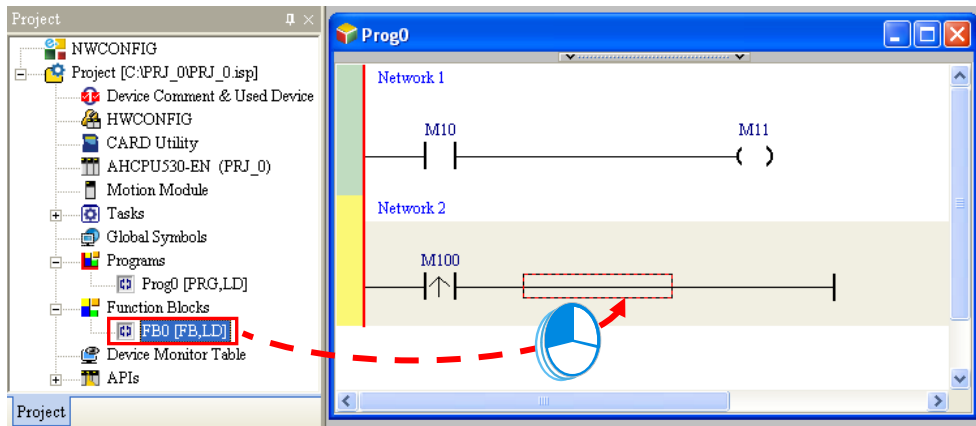 Project
NWCONFIG
Project [C:\PRJ_0\PRJ_0.isp]
Device Comment & Used Device
HWCONFIG
CARD Utility
AHCPU530-EN (PRJ_0)
Motion Module
Tasks
Global Symbols
Programs
Prog0 [PRG,LD]
Function Blocks
FB0 [FB,LD]
Device Monitor Table
APIs
Project
Prog0
Network 1
M10 M11
Network 2
M100